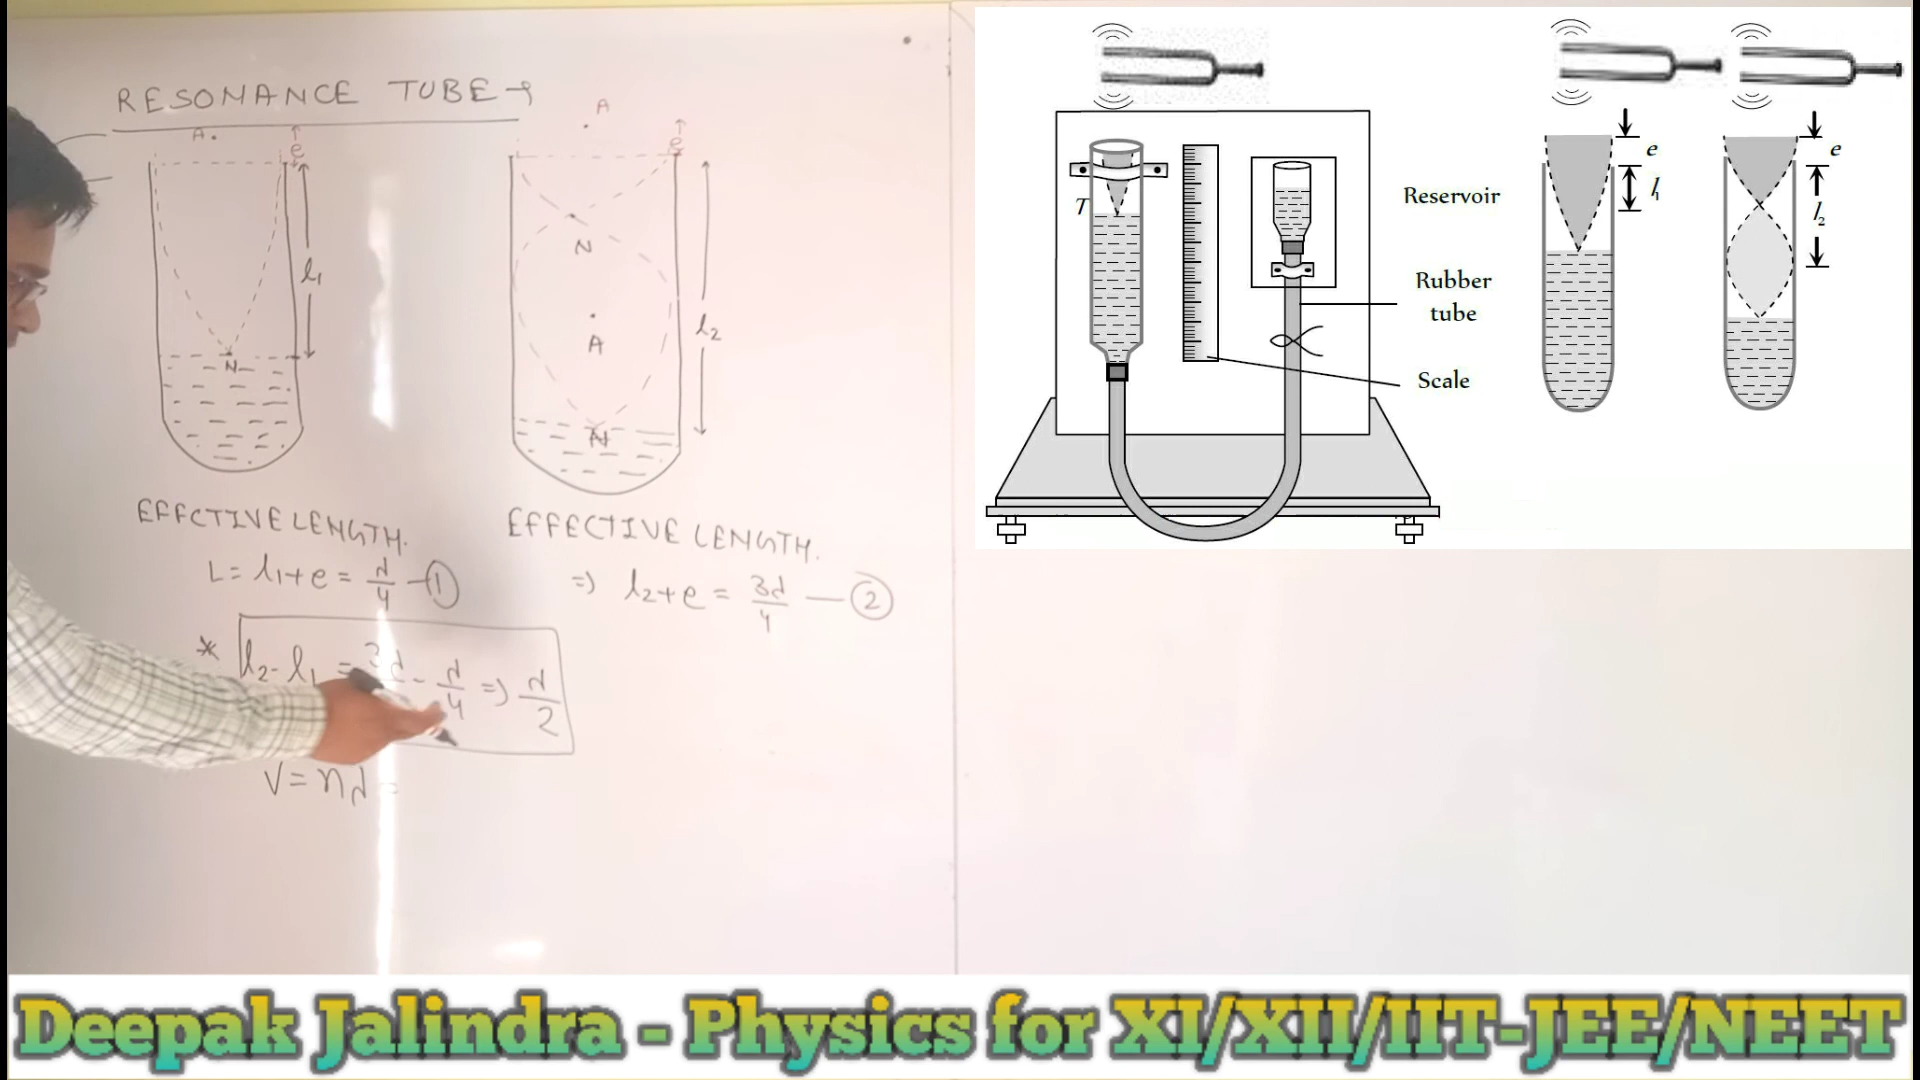 RESONANCE TUBE →
A
e
l1
N
A
e
N
l2
A
N
EFFCTIVE LENGTH.
L = l1+e = λ/4 — 1
* l2 - l1 = 3λ - λ/4 => λ/2
V = nλ =
EFFECTIVE LENGTH.
=> l2+e = 3λ/4 — 2
T
Reservoir
Rubber
tube
Scale
e
l1
e
l2
Deepak Jalindra - Physics for XI/XII/IIT-JEE/NEET